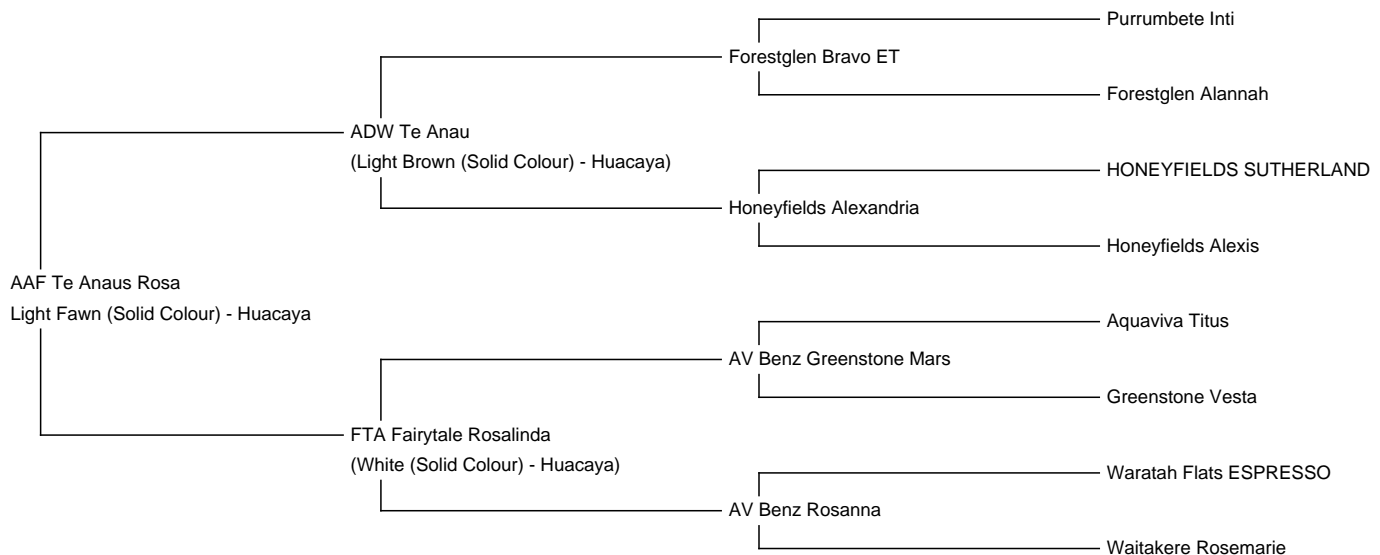 Purrumbete Inti
Forestglen Bravo ET
Forestglen Alannah
ADW Te Anau
(Light Brown (Solid Colour) - Huacaya)
HONEYFIELDS SUTHERLAND
Honeyfields Alexandria
Honeyfields Alexis
AAF Te Anaus Rosa
Light Fawn (Solid Colour) - Huacaya
Aquaviva Titus
AV Benz Greenstone Mars
Greenstone Vesta
FTA Fairytale Rosalinda
(White (Solid Colour) - Huacaya)
Waratah Flats ESPRESSO
AV Benz Rosanna
Waitakere Rosemarie